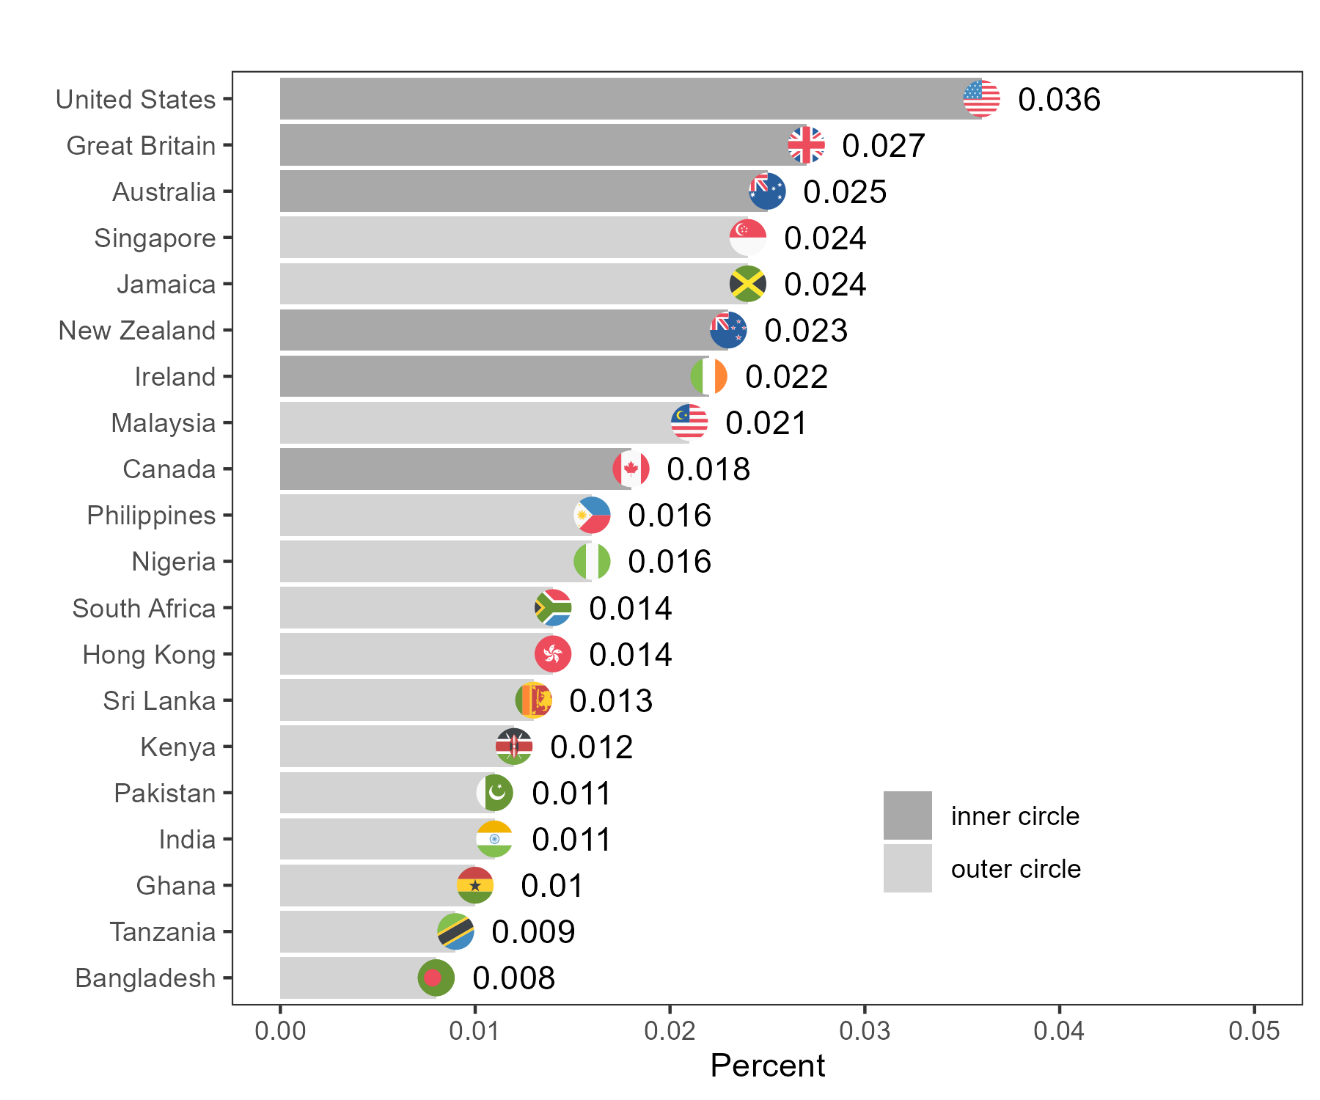 United States 0.036
Great Britain 0.027
Australia 0.025
Singapore 0.024
Jamaica 0.024
New Zealand 0.023
Ireland 0.022
Malaysia 0.021
Canada 0.018
Philippines 0.016
Nigeria 0.016
South Africa 0.014
Hong Kong 0.014
Sri Lanka 0.013
Kenya 0.012
Pakistan 0.011
India 0.011
Ghana 0.01
Tanzania 0.009
Bangladesh 0.008
inner circle
outer circle
0.00 0.01 0.02 0.03 0.04 0.05
Percent